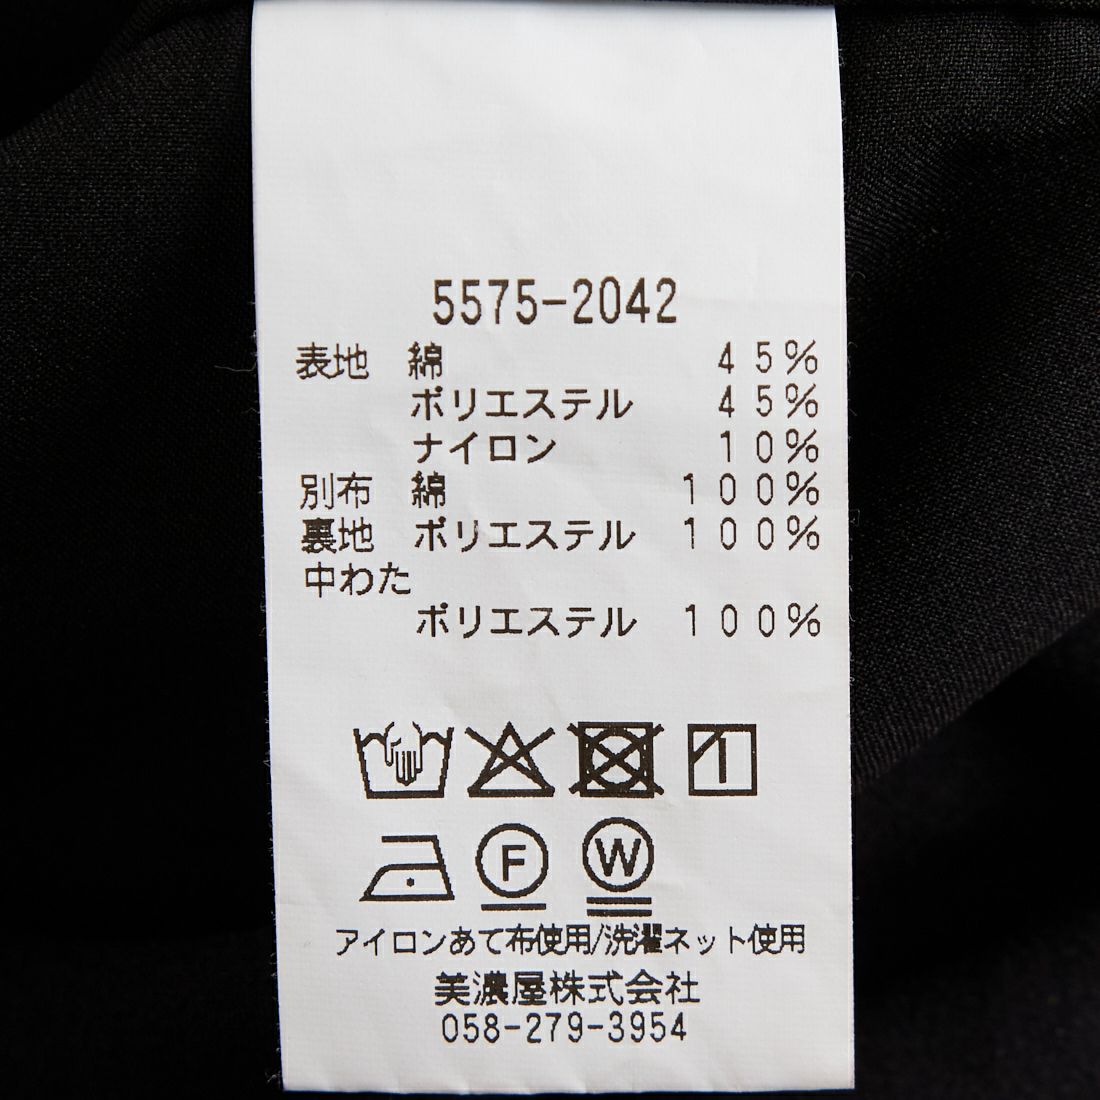 5575-2042
表地 綿 45%
ポリエステル 45%
ナイロン 10%
別布 綿 100%
裏地 ポリエステル 100%
中わた
ポリエステル 100%
F W
アイロンあて布使用/洗濯ネット使用
美濃屋株式会社
058-279-3954